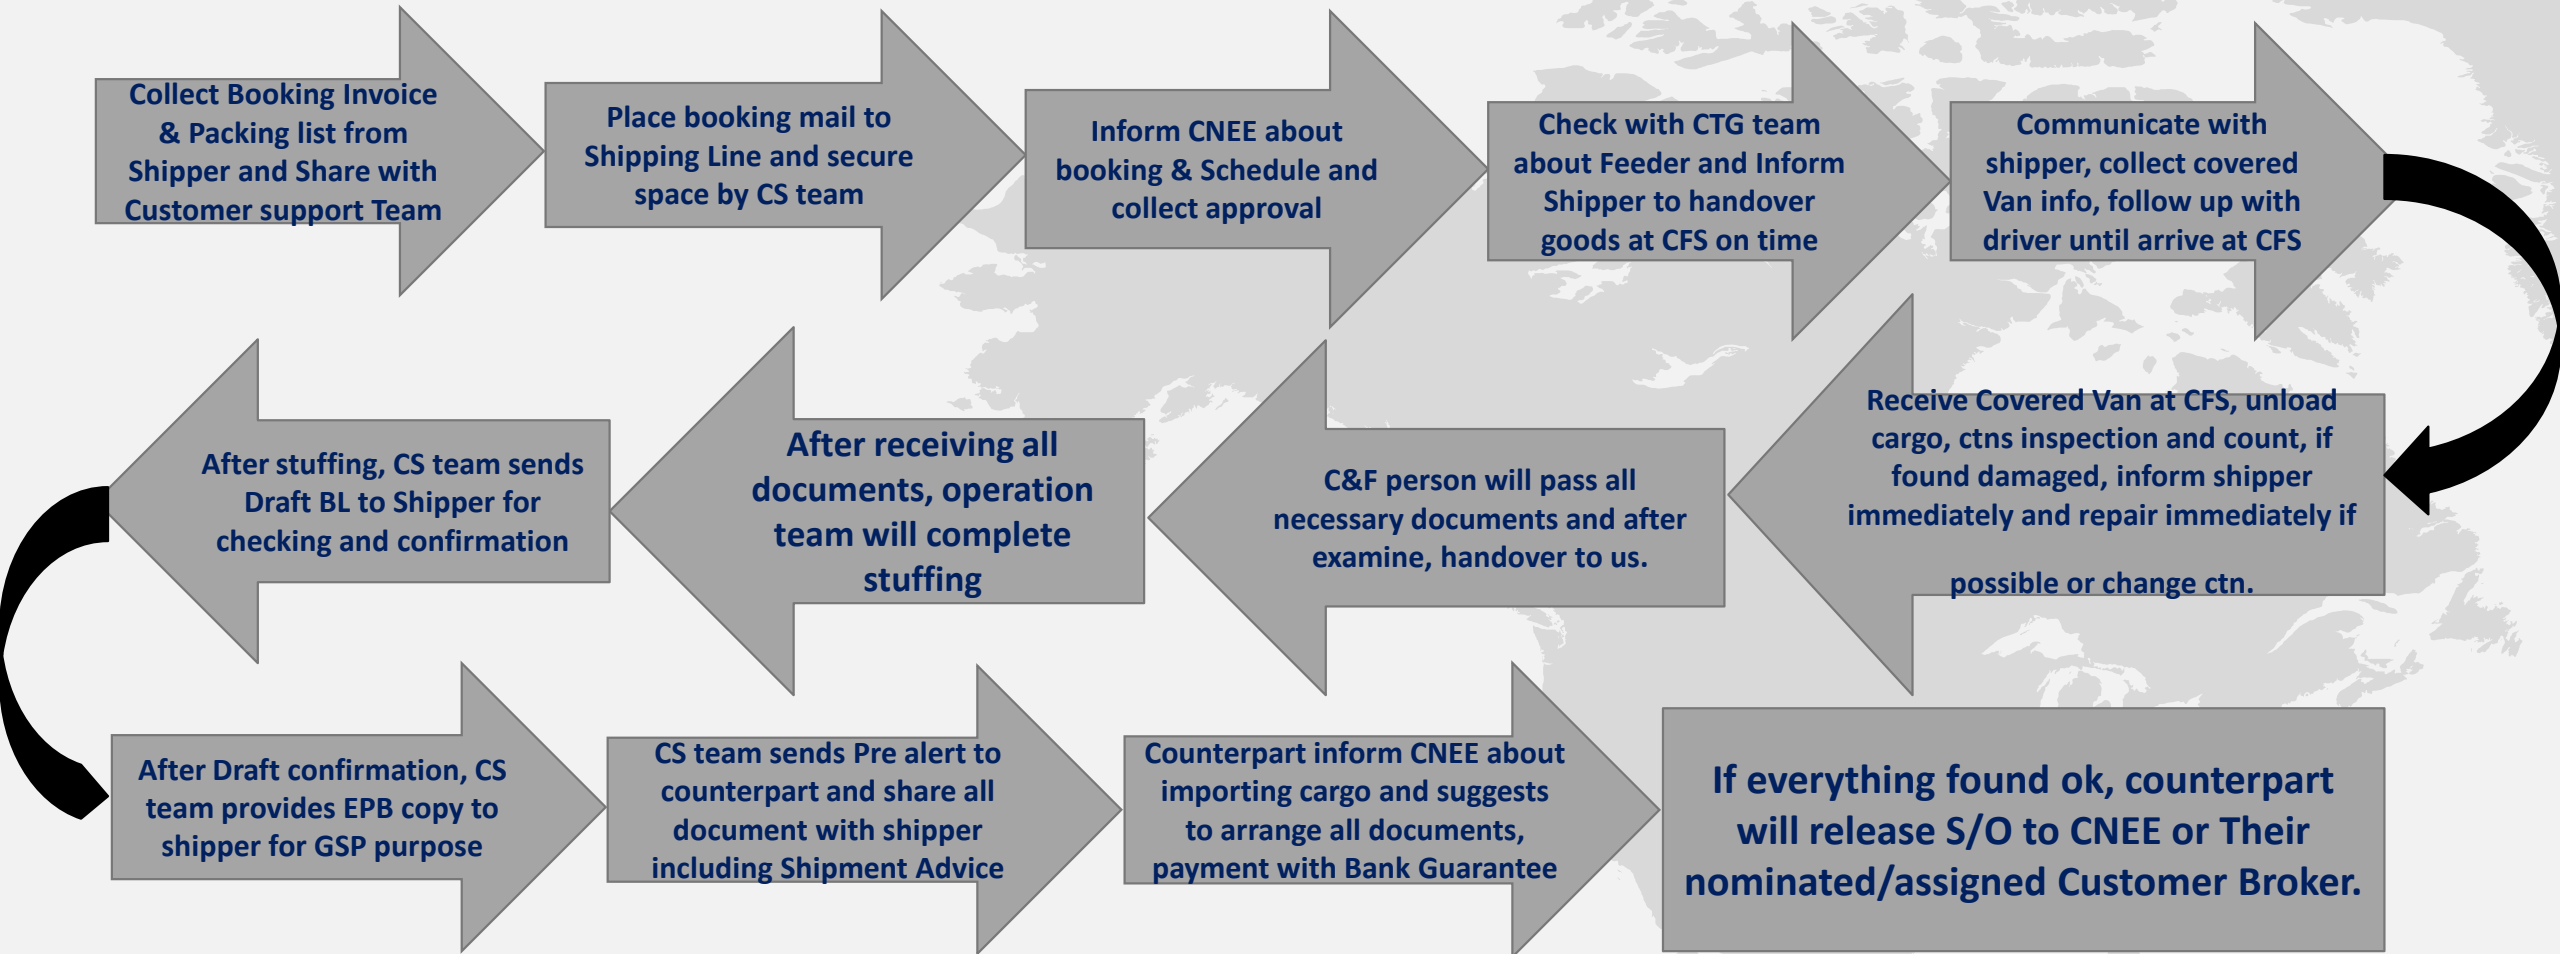 Collect Booking Invoice
& Packing list from
Shipper and Share with
Customer support Team
Place booking mail to
Shipping Line and secure
space by CS team
Inform CNEE about
booking & Schedule and
collect approval
Check with CTG team
about Feeder and Inform
Shipper to handover
goods at CFS on time
Communicate with
shipper, collect covered
Van info, follow up with
driver until arrive at CFS
Receive Covered Van at CFS, unload
cargo, ctns inspection and count, if
found damaged, inform shipper
immediately and repair immediately if
possible or change ctn.
C&F person will pass all
necessary documents and after
examine, handover to us.
After receiving all
documents, operation
team will complete
stuffing
After stuffing, CS team sends
Draft BL to Shipper for
checking and confirmation
After Draft confirmation, CS
team provides EPB copy to
shipper for GSP purpose
CS team sends Pre alert to
counterpart and share all
document with shipper
including Shipment Advice
Counterpart inform CNEE about
importing cargo and suggests
to arrange all documents,
payment with Bank Guarantee
If everything found ok, counterpart
will release S/O to CNEE or Their
nominated/assigned Customer Broker.